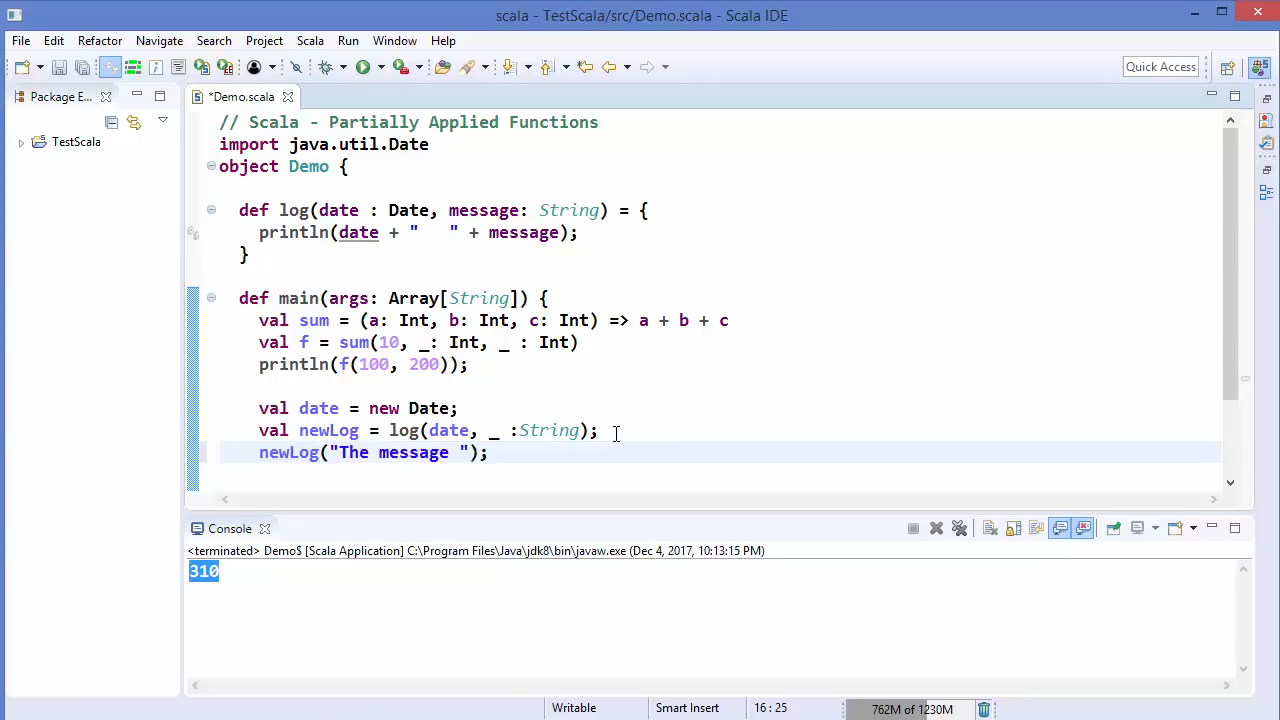 scala - TestScala/src/Demo.scala - Scala IDE
File Edit Refactor Navigate Search Project Scala Run Window Help
Quick Access
Package E...
*Demo.scala
TestScala
// Scala - Partially Applied Functions
import java.util.Date
object Demo {
def log(date : Date, message: String) = {
println(date + "   " + message);
}
def main(args: Array[String]) {
val sum = (a: Int, b: Int, c: Int) => a + b + c
val f = sum(10, _: Int, _ : Int)
println(f(100, 200));
val date = new Date;
val newLog = log(date, _ :String);
newLog("The message ");
Console
<terminated> Demo$ [Scala Application] C:\Program Files\Java\jdk8\bin\javaw.exe (Dec 4, 2017, 10:13:15 PM)
310
Writable Smart Insert 16 : 25 762M of 1230M